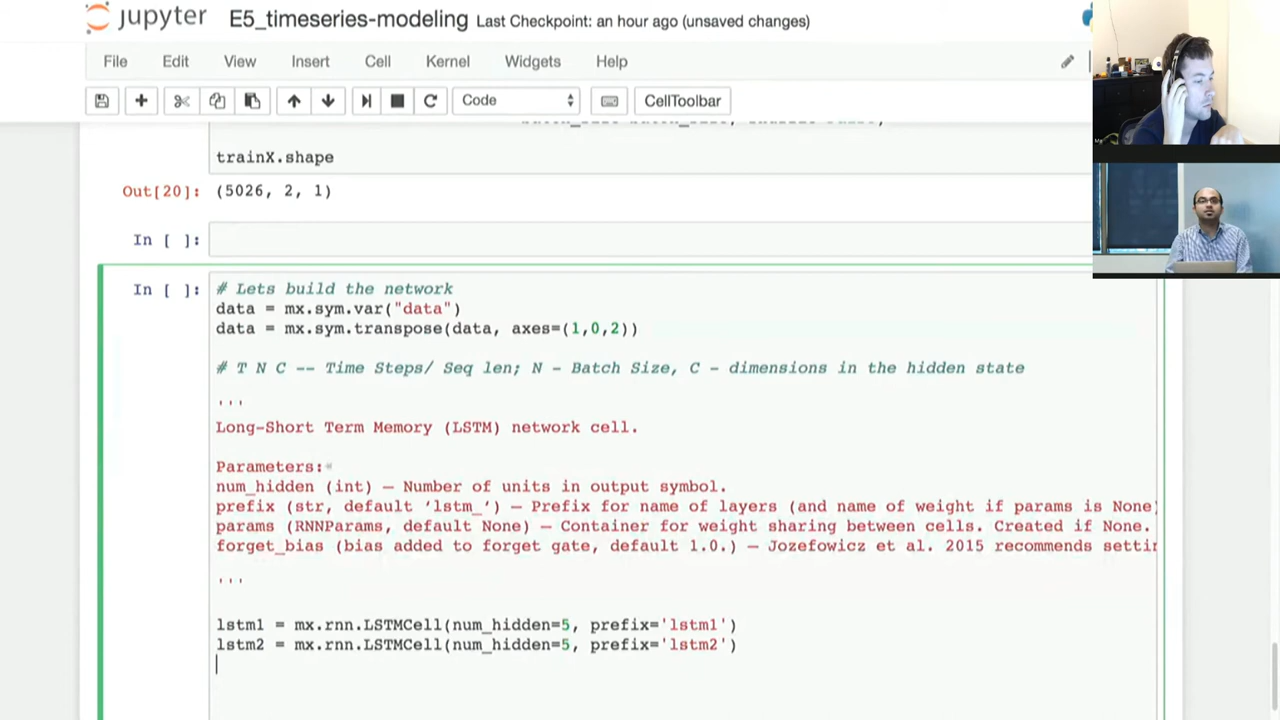 jupyter E5_timeseries-modeling Last Checkpoint: an hour ago (unsaved changes)
File Edit View Insert Cell Kernel Widgets Help
Code CellToolbar
trainX.shape
Out[20]: (5026, 2, 1)
In [ ]:
In [ ]: # Lets build the network
data = mx.sym.var("data")
data = mx.sym.transpose(data, axes=(1,0,2))
# T N C -- Time Steps/ Seq len; N - Batch Size, C - dimensions in the hidden state
'''
Long-Short Term Memory (LSTM) network cell.
Parameters:
num_hidden (int) – Number of units in output symbol.
prefix (str, default ‘lstm_‘) – Prefix for name of layers (and name of weight if params is None)
params (RNNParams, default None) – Container for weight sharing between cells. Created if None.
forget_bias (bias added to forget gate, default 1.0.) – Jozefowicz et al. 2015 recommends
'''
lstm1 = mx.rnn.LSTMCell(num_hidden=5, prefix='lstm1')
lstm2 = mx.rnn.LSTMCell(num_hidden=5, prefix='lstm2')